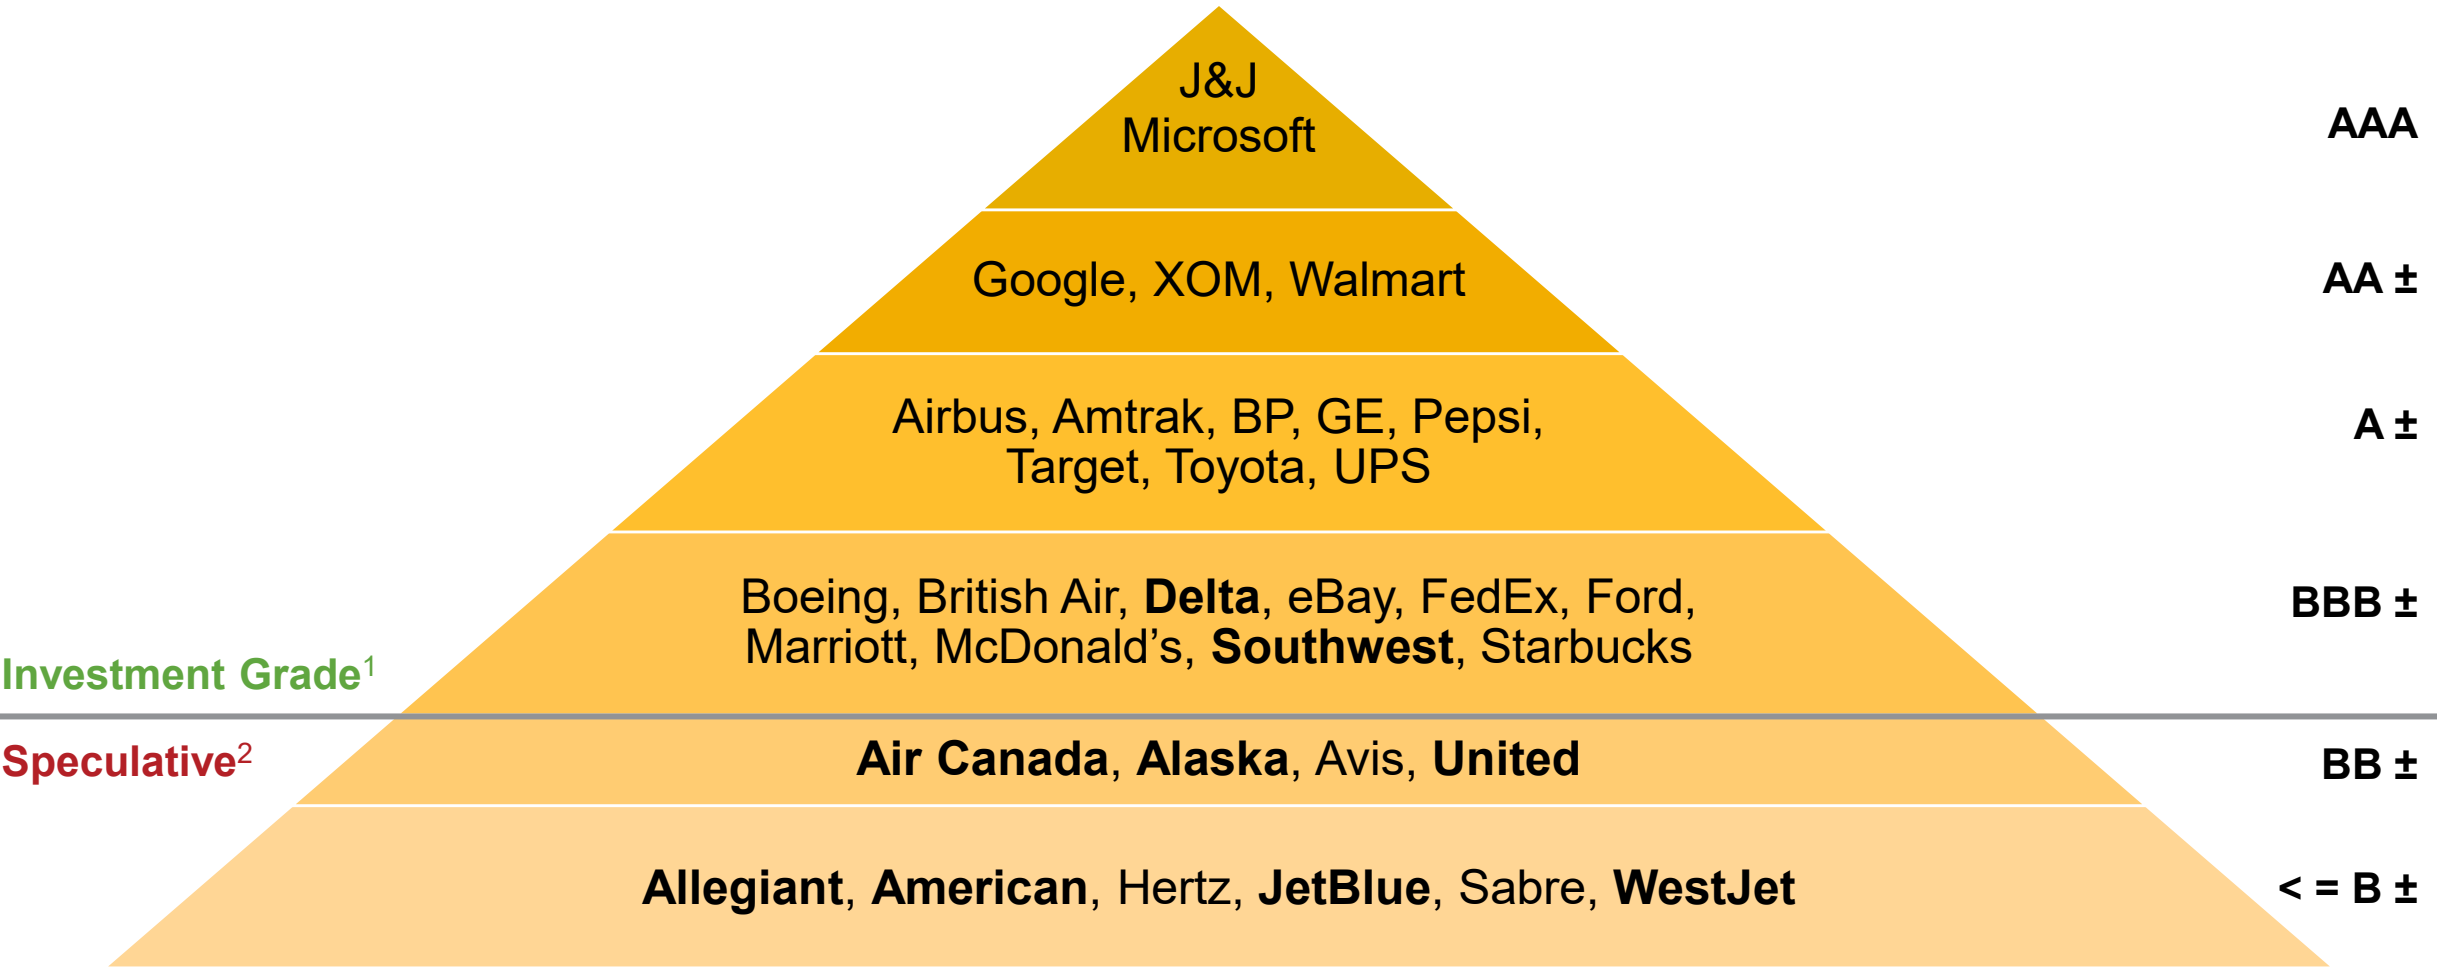 J&J
Microsoft
AAA
Google, XOM, Walmart
AA ±
Airbus, Amtrak, BP, GE, Pepsi,
Target, Toyota, UPS
A ±
Boeing, British Air, Delta, eBay, FedEx, Ford,
Marriott, McDonald’s, Southwest, Starbucks
BBB ±
Investment Grade1
Speculative2
Air Canada, Alaska, Avis, United
BB ±
Allegiant, American, Hertz, JetBlue, Sabre, WestJet
< = B ±